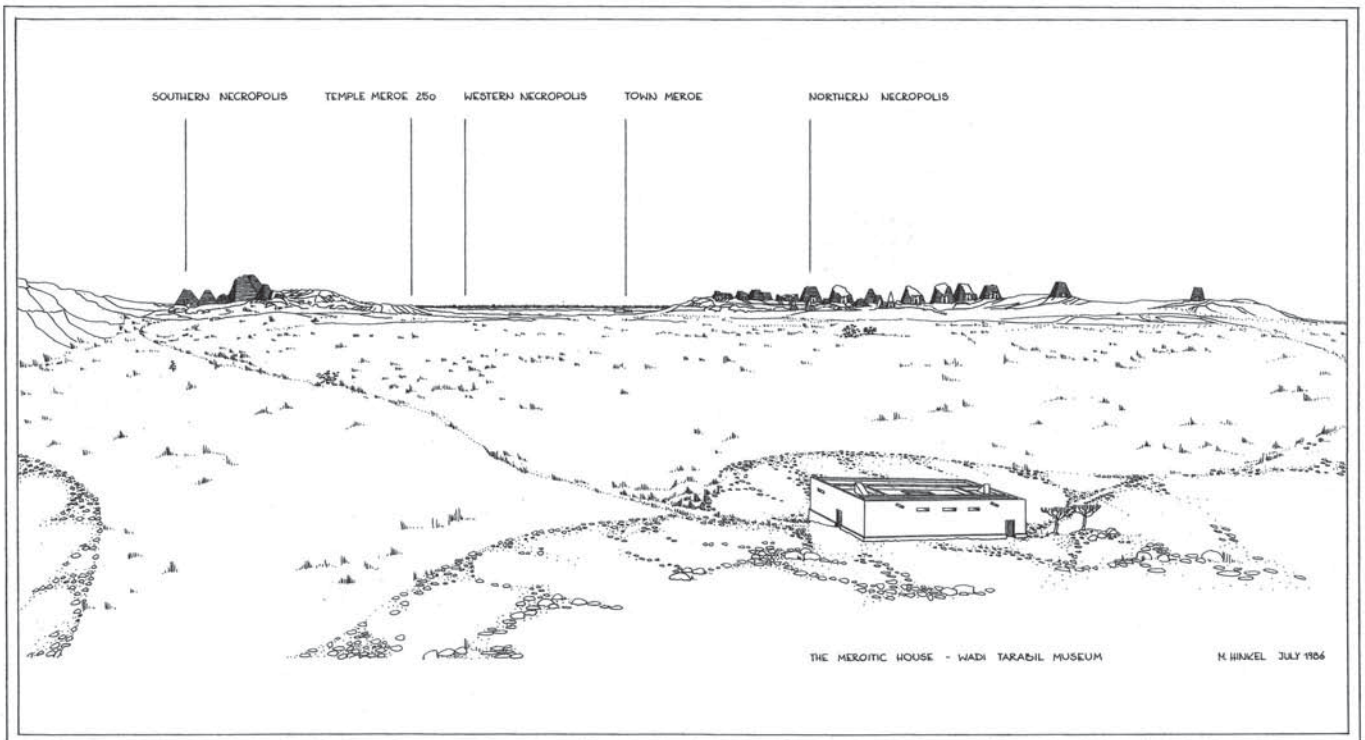 SOUTHERN NECROPOLIS TEMPLE MEROE 250 WESTERN NECROPOLIS TOWN MEROE NORTHERN NECROPOLIS
THE MEROITIC HOUSE - WADI TARABIL MUSEUM M. HINKEL JULY 1986